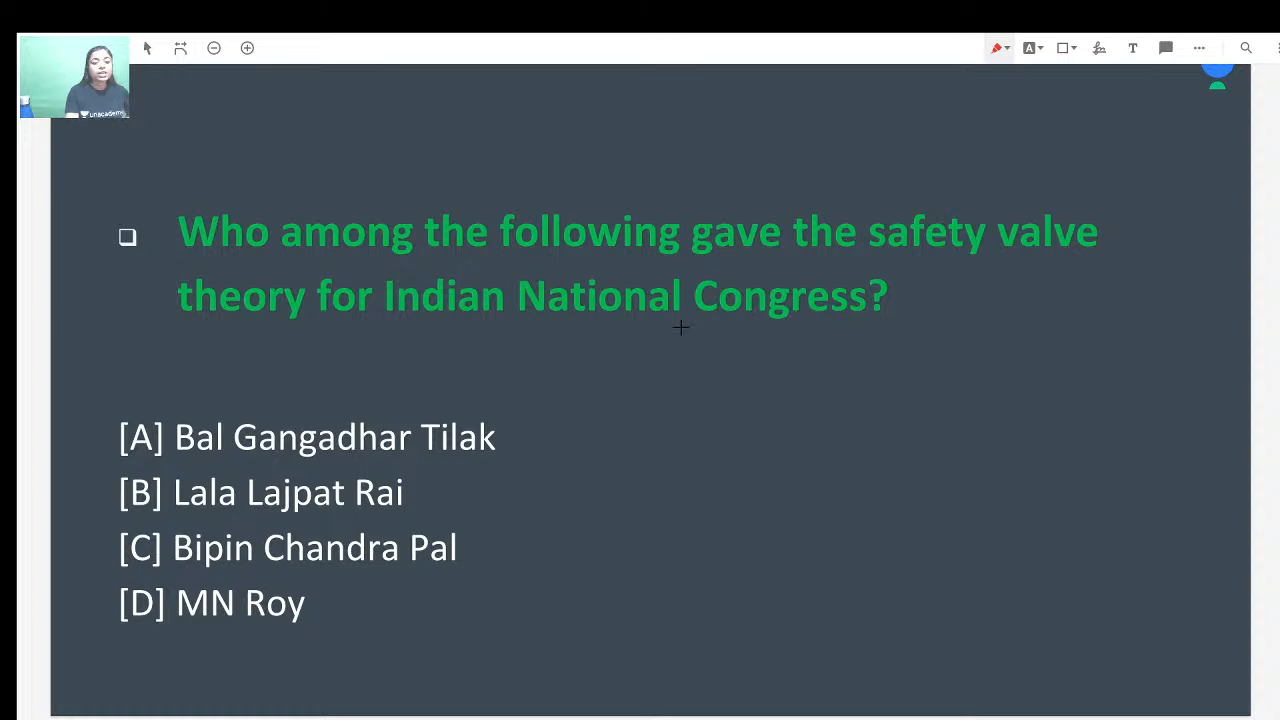 unacademy
A
T
Who among the following gave the safety valve
theory for Indian National Congress?
[A] Bal Gangadhar Tilak
[B] Lala Lajpat Rai
[C] Bipin Chandra Pal
[D] MN Roy